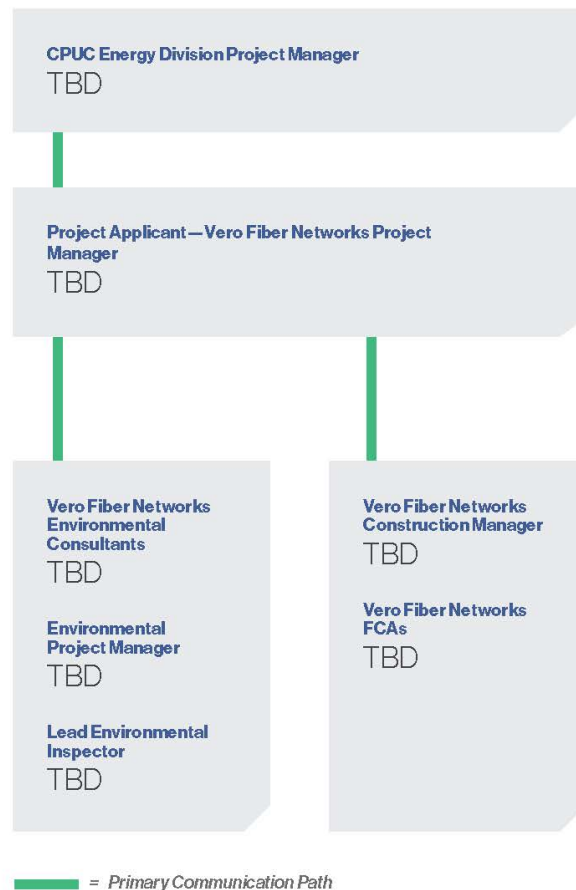 CPUC Energy Division Project Manager
TBD
Project Applicant—Vero Fiber Networks Project
Manager
TBD
Vero Fiber Networks
Environmental
Consultants
TBD
Environmental
Project Manager
TBD
Lead Environmental
Inspector
TBD
Vero Fiber Networks
Construction Manager
TBD
Vero Fiber Networks
FCAs
TBD
= Primary Communication Path